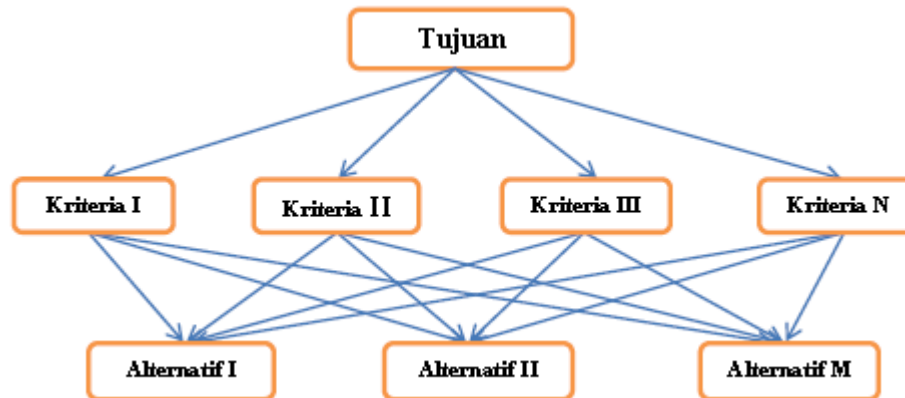 Tujuan
Kriteria I
Kriteria II
Kriteria III
Kriteria N
Alternatif I
Alternatif II
Alternatif M